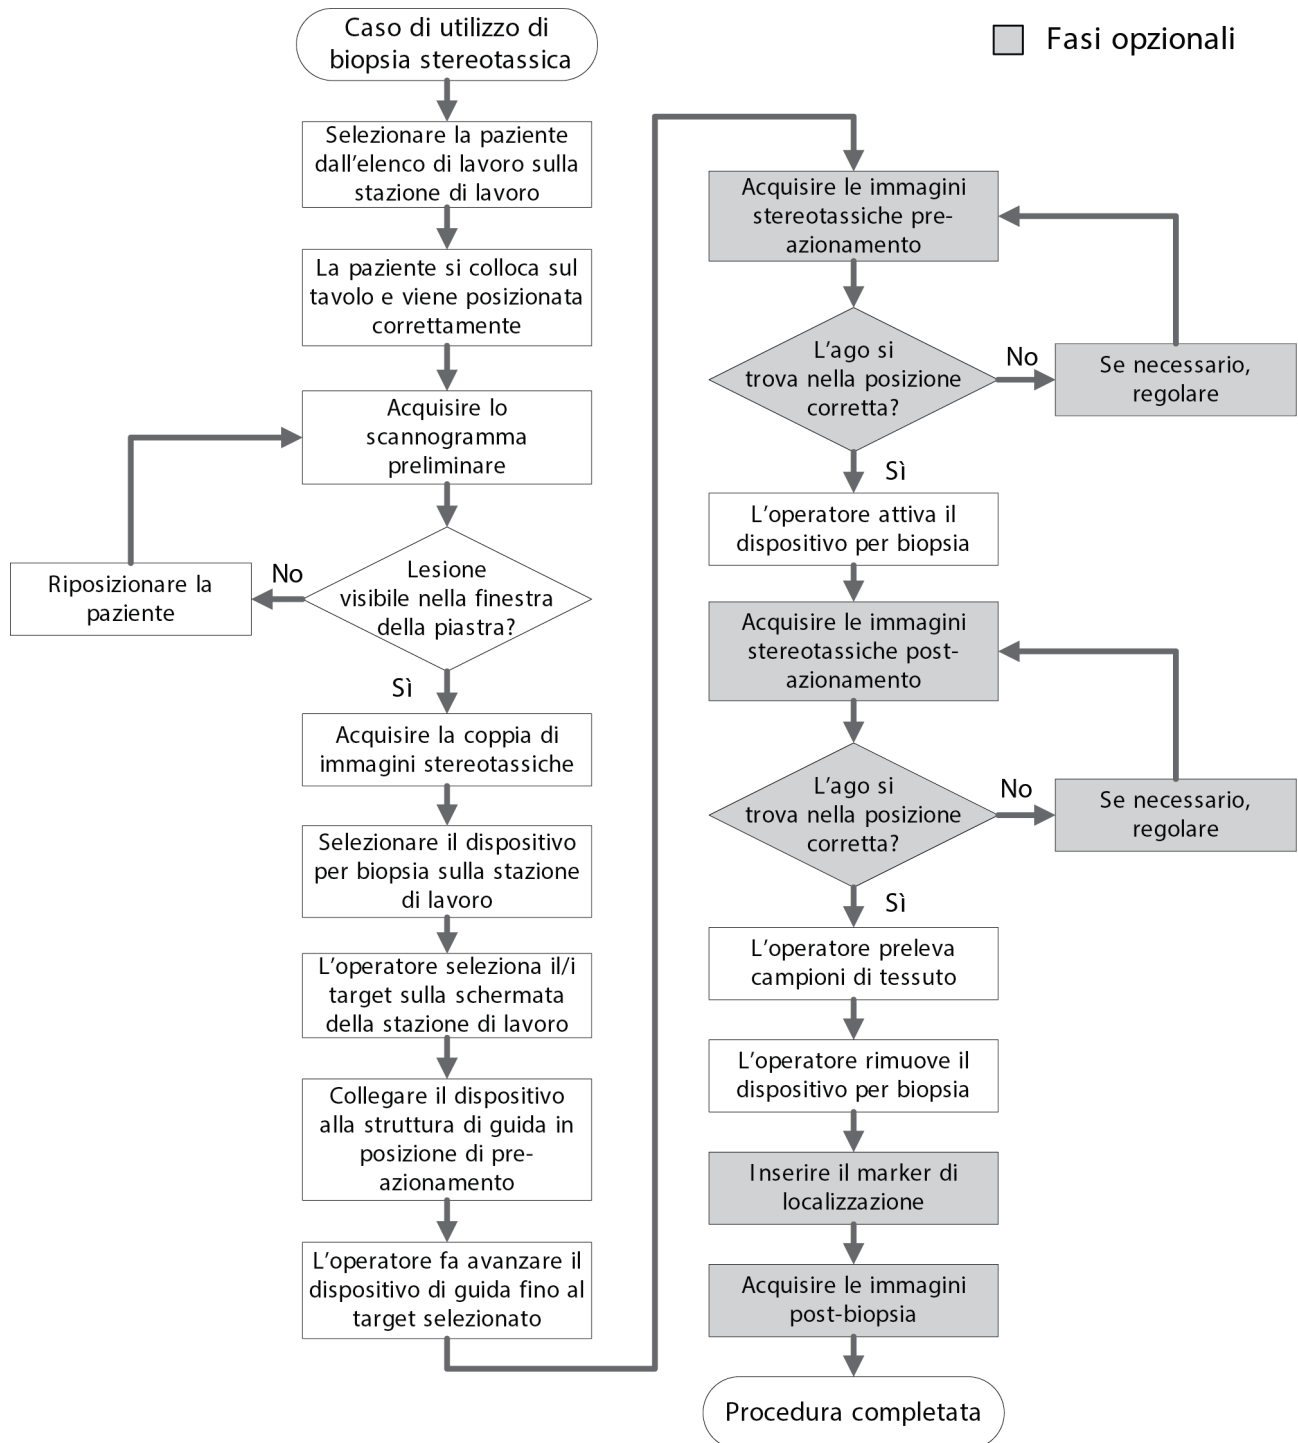 Caso di utilizzo di
biopsia stereotassica
Selezionare la paziente
dall'elenco di lavoro sulla
stazione di lavoro
La paziente si colloca sul
tavolo e viene posizionata
correttamente
Acquisire lo
scannogramma
preliminare
Lesione
visibile nella finestra
della piastra?
No
Riposizionare la
paziente
Sì
Acquisire la coppia di
immagini stereotassiche
Selezionare il dispositivo
per biopsia sulla stazione
di lavoro
L'operatore seleziona il/i
target sulla schermata
della stazione di lavoro
Collegare il dispositivo
alla struttura di guida in
posizione di pre-
azionamento
L'operatore fa avanzare il
dispositivo di guida fino al
target selezionato
Fasi opzionali
Acquisire le immagini
stereotassiche pre-
azionamento
L'ago si
trova nella posizione
corretta?
No
Se necessario,
regolare
Sì
L'operatore attiva il
dispositivo per biopsia
Acquisire le immagini
stereotassiche post-
azionamento
L'ago si
trova nella posizione
corretta?
No
Se necessario,
regolare
Sì
L'operatore preleva
campioni di tessuto
L'operatore rimuove il
dispositivo per biopsia
Inserire il marker di
localizzazione
Acquisire le immagini
post-biopsia
Procedura completata